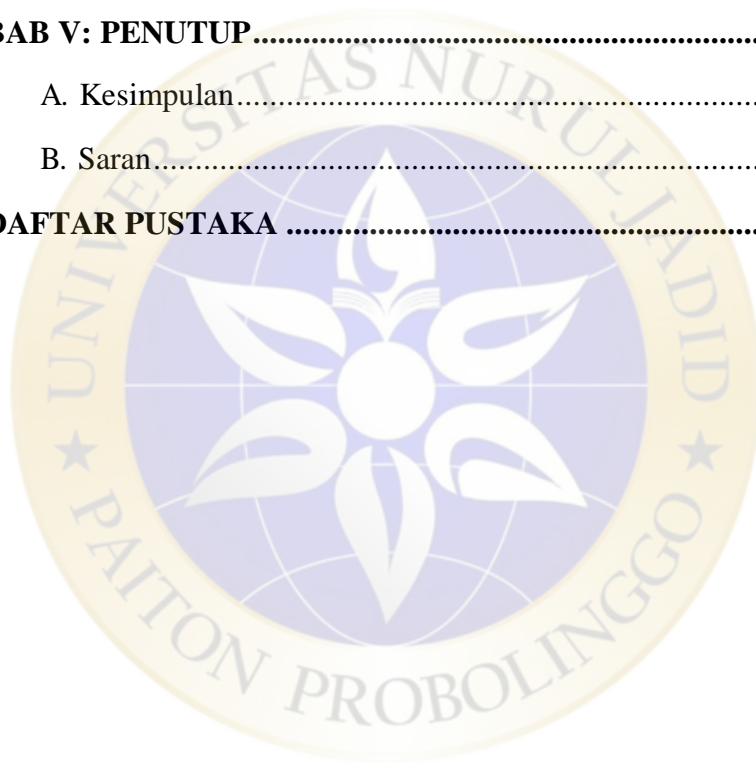 BAB V: PENUTUP........................................................................
A. Kesimpulan........................................................................
B. Saran........................................................................
DAFTAR PUSTAKA ........................................................................
UNIVERSITAS NURUL JADID
★ PAITON PROBOLINGGO ★